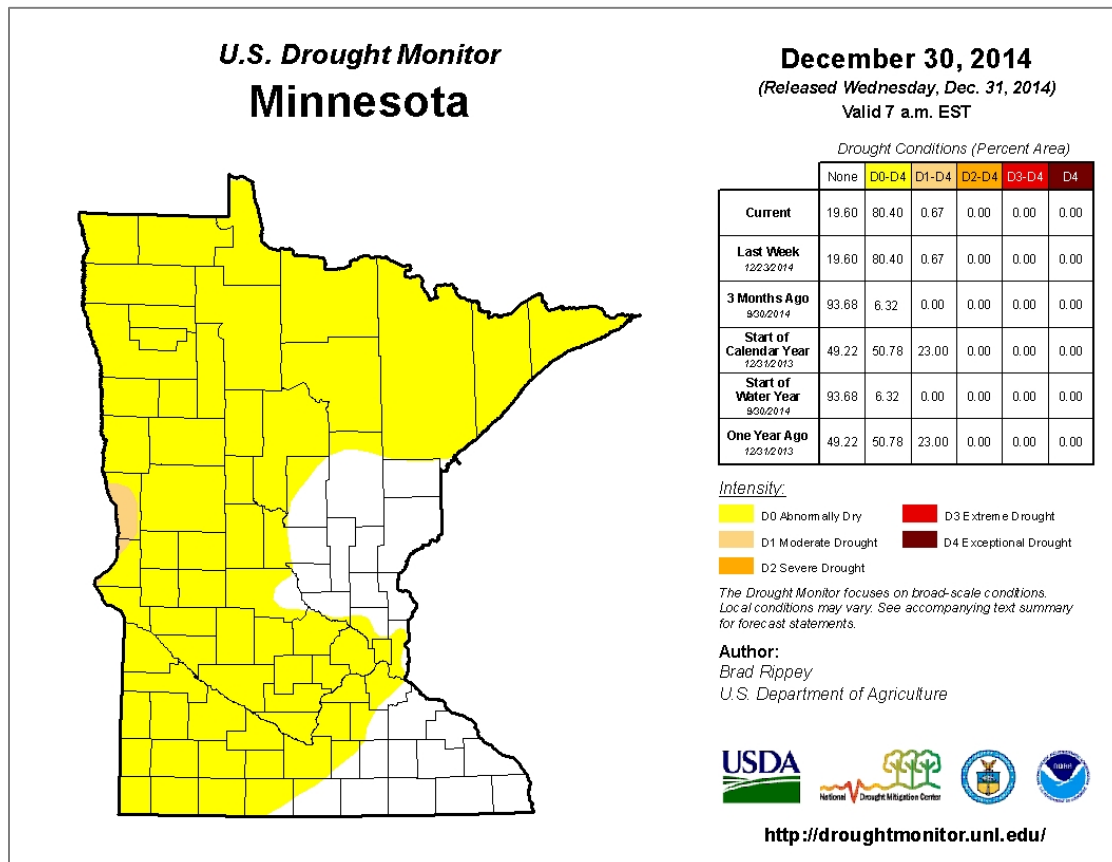 U.S. Drought Monitor
Minnesota
December 30, 2014
(Released Wednesday, Dec. 31, 2014)
Valid 7 a.m. EST
Drought Conditions (Percent Area)
None D0-D4 D1-D4 D2-D4 D3-D4 D4
Current 19.60 80.40 0.67 0.00 0.00 0.00
Last Week
12/23/2014 19.60 80.40 0.67 0.00 0.00 0.00
3 Months Ago
9/30/2014 93.68 6.32 0.00 0.00 0.00 0.00
Start of
Calendar Year
12/31/2013 49.22 50.78 23.00 0.00 0.00 0.00
Start of
Water Year
9/30/2014 93.68 6.32 0.00 0.00 0.00 0.00
One Year Ago
12/31/2013 49.22 50.78 23.00 0.00 0.00 0.00
Intensity:
D0 Abnormally Dry
D1 Moderate Drought
D2 Severe Drought
D3 Extreme Drought
D4 Exceptional Drought
The Drought Monitor focuses on broad-scale conditions.
Local conditions may vary. See accompanying text summary
for forecast statements.
Author:
Brad Rippey
U.S. Department of Agriculture
USDA
National Drought Mitigation Center
http://droughtmonitor.unl.edu/